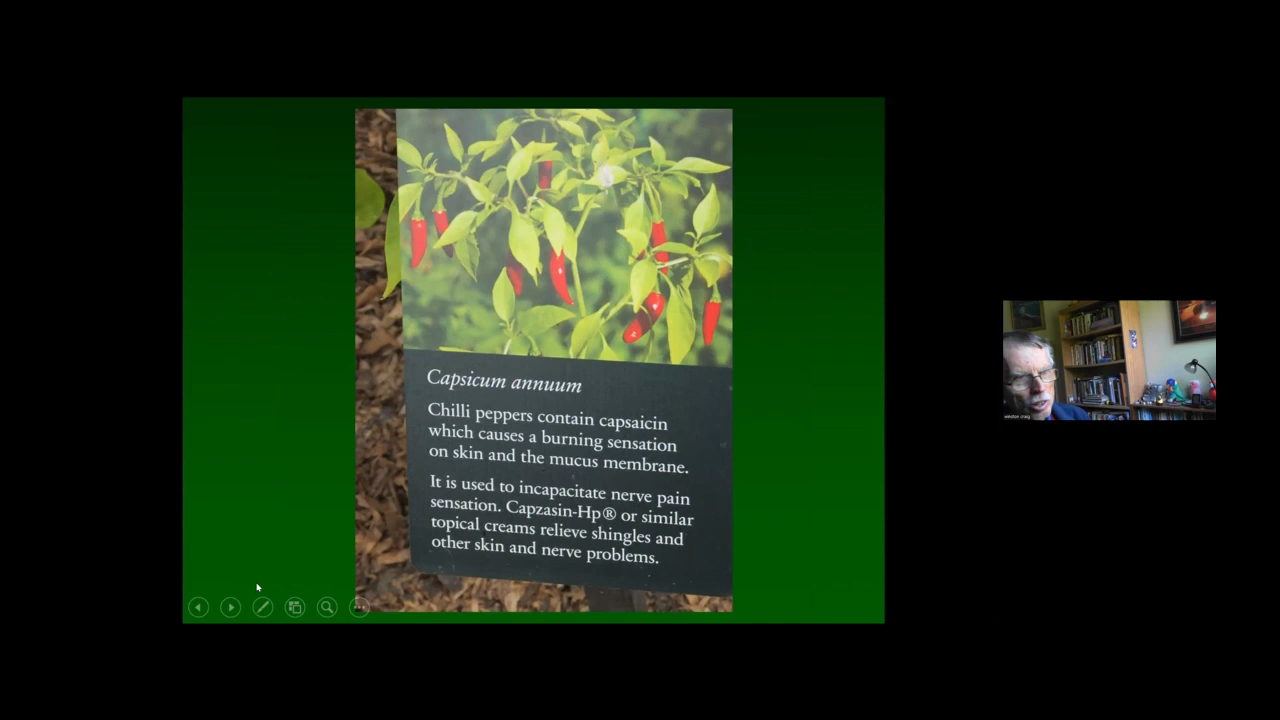 Capsicum annuum
Chilli peppers contain capsaicin
which causes a burning sensation
on skin and the mucus membrane.
It is used to incapacitate nerve pain
sensation. Capzasin-Hp® or similar
topical creams relieve shingles and
other skin and nerve problems.
winston craig